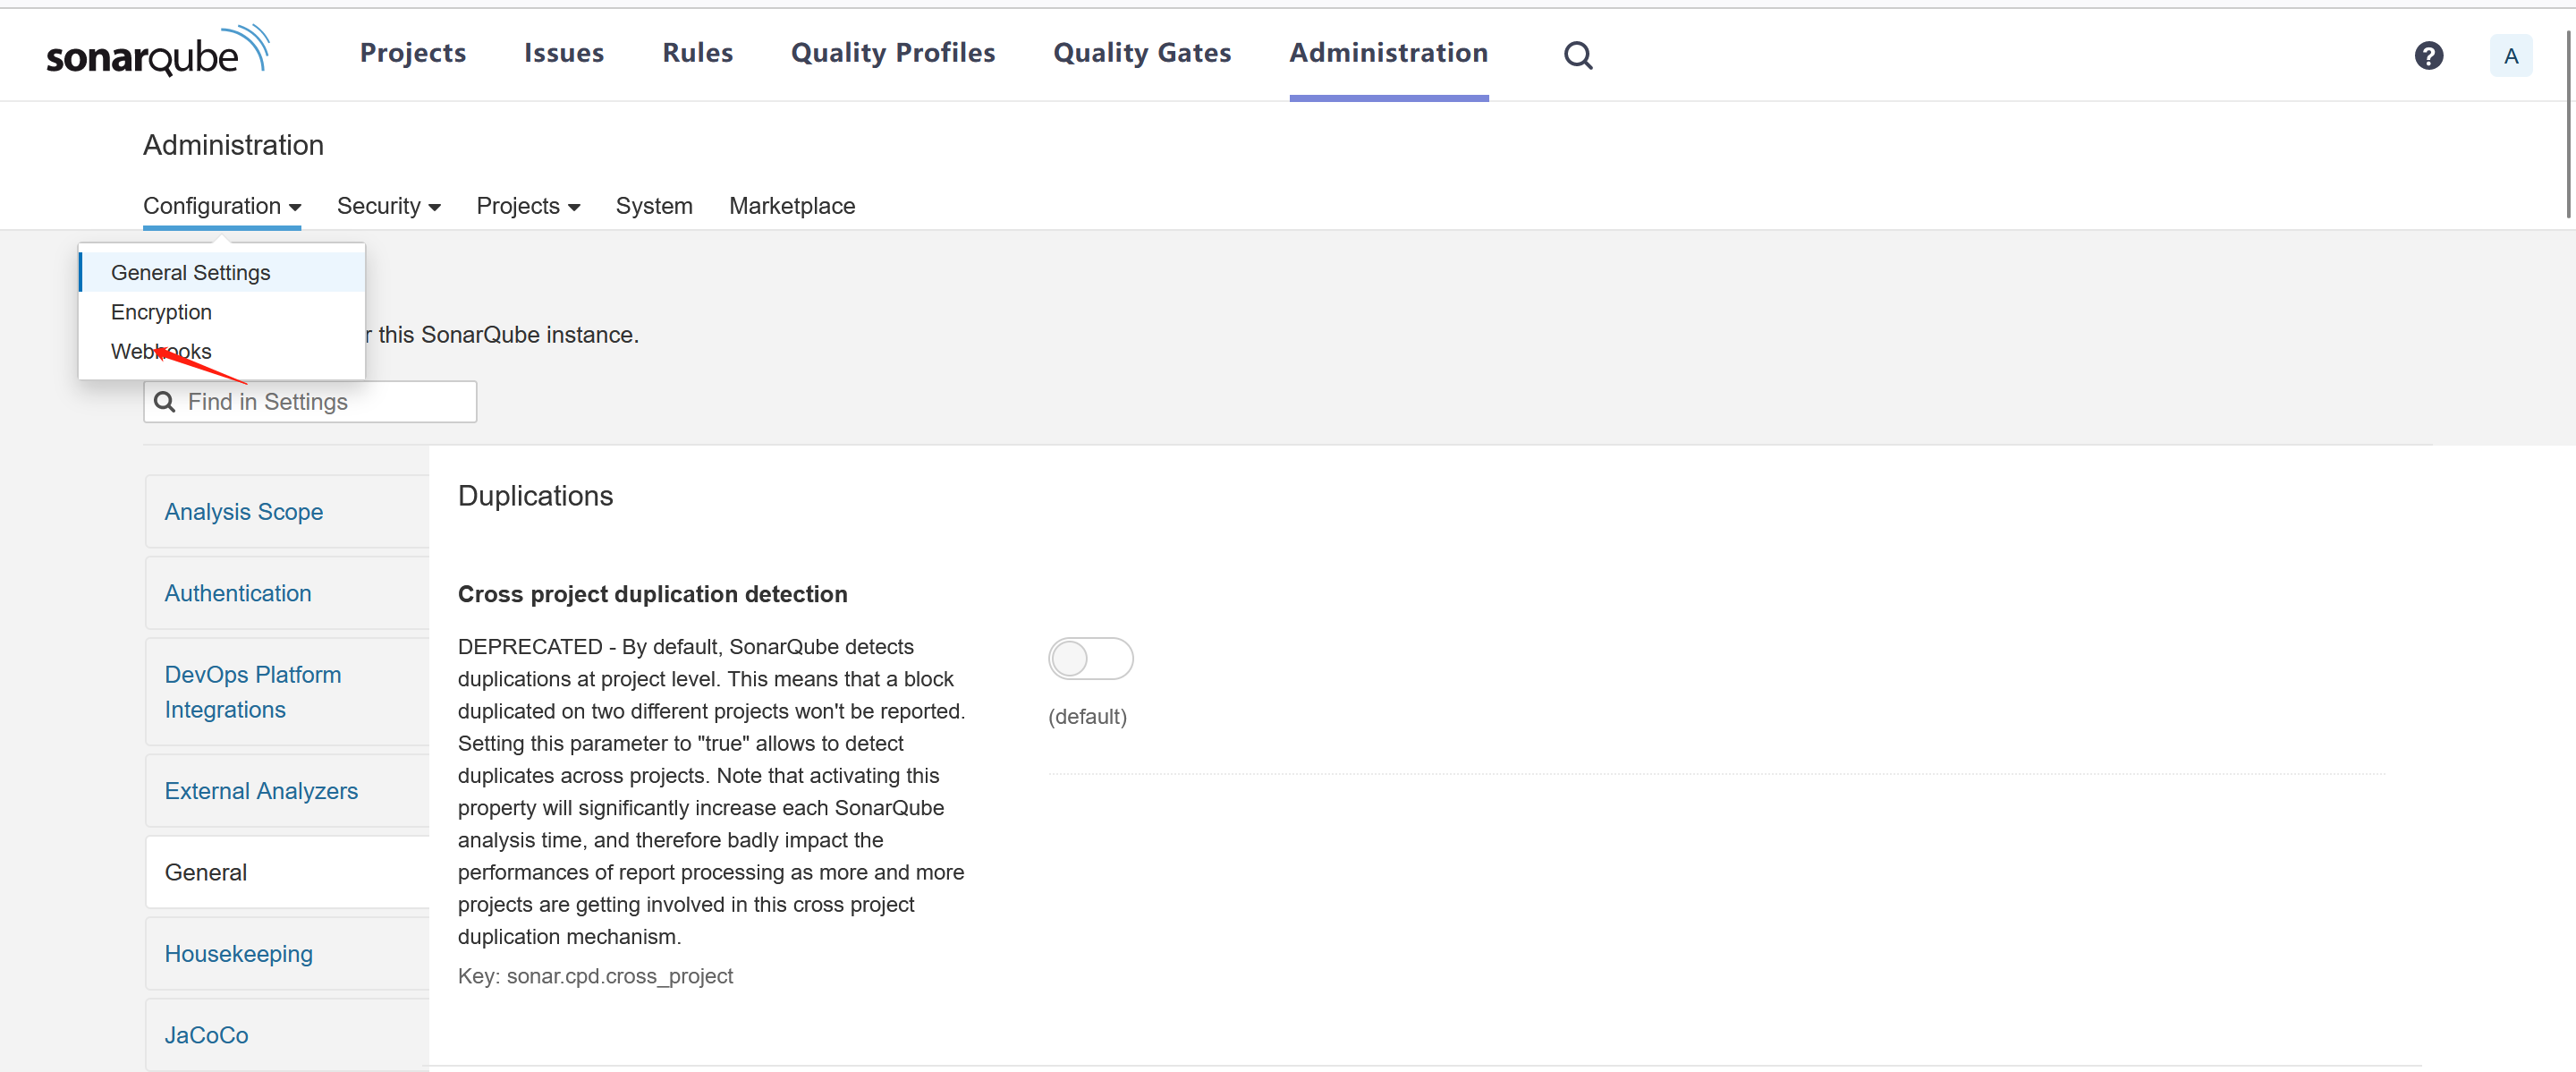 sonarqube Projects Issues Rules Quality Profiles Quality Gates Administration ? A
Administration
Configuration Security Projects System Marketplace
General Settings
Encryption
r this SonarQube instance.
Webhooks
Find in Settings
Analysis Scope
Authentication
DevOps Platform
Integrations
External Analyzers
General
Housekeeping
JaCoCo
Duplications
Cross project duplication detection
DEPRECATED - By default, SonarQube detects
duplications at project level. This means that a block
duplicated on two different projects won't be reported.
Setting this parameter to "true" allows to detect
duplicates across projects. Note that activating this
property will significantly increase each SonarQube
analysis time, and therefore badly impact the
performances of report processing as more and more
projects are getting involved in this cross project
duplication mechanism.
Key: sonar.cpd.cross_project
(default)